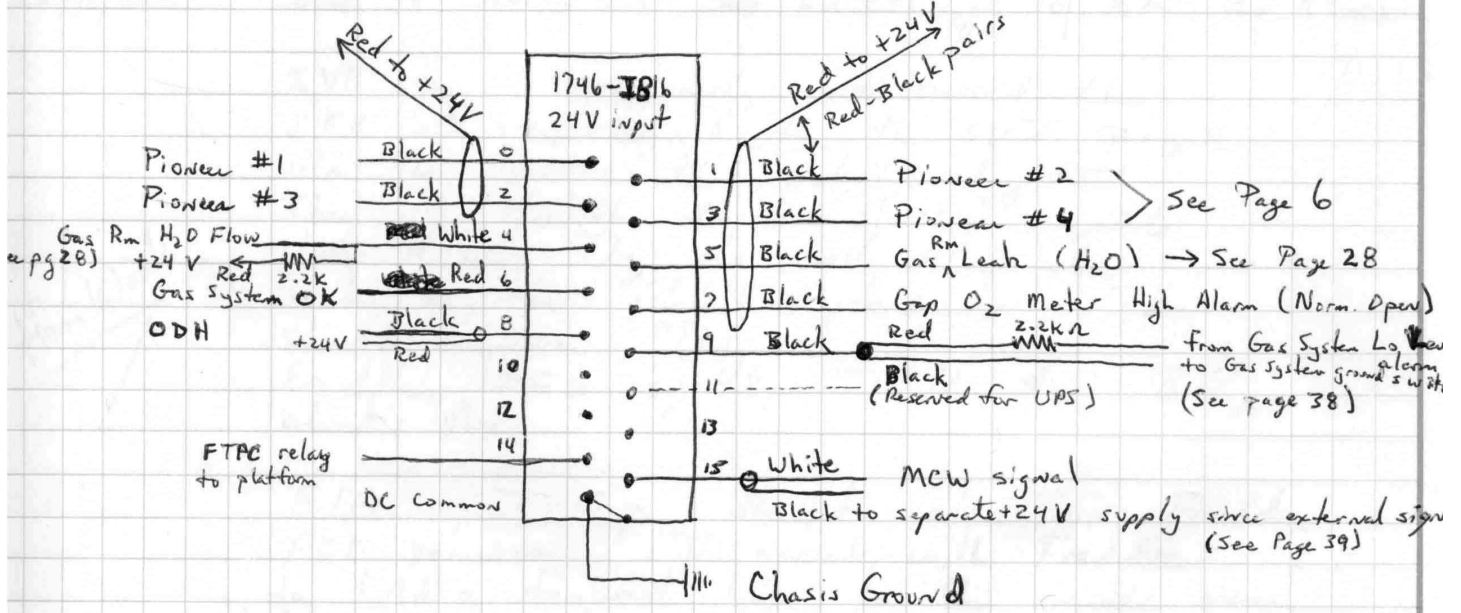 Red to +24V
Red to +24V
Red-Black pairs
1746-IB16
24V input
Pioneer #1 Black 0
1 Black Pioneer #2
Pioneer #3 Black 2
3 Black Pioneer #4
See Page 6
Gas Rm H2O Flow White 4
pg 28) +24 V Red 2.2K
5 Black Gas Rm Leak (H2O) → See Page 28
Gas System OK Red 6
7 Black Gap O2 Meter High Alarm (Norm. Open)
ODH Black 8
+24V Red
9 Black Red 2.2KΩ from Gas System Lo
alarm
Black to Gas System ground
10
11 (Reserved for UPS) (See page 38)
12
13
FTPC relay 14
to platform
15 White MCW signal
DC Common
Black to separate +24V supply since external
(See Page 39)
Chasis Ground